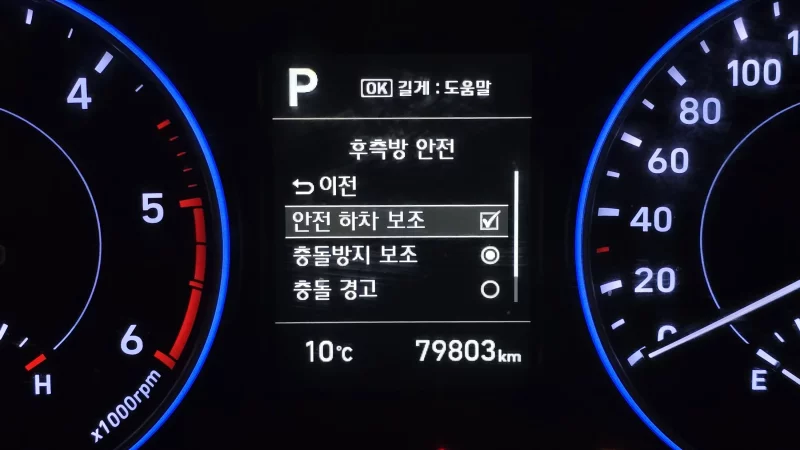 P OK 길게 : 도움말
후측방 안전
이전
안전 하차 보조
충돌방지 보조
충돌 경고
10°C 79803km
4
5
6
H
x1000rpm
100
80
60
40
20
0
E